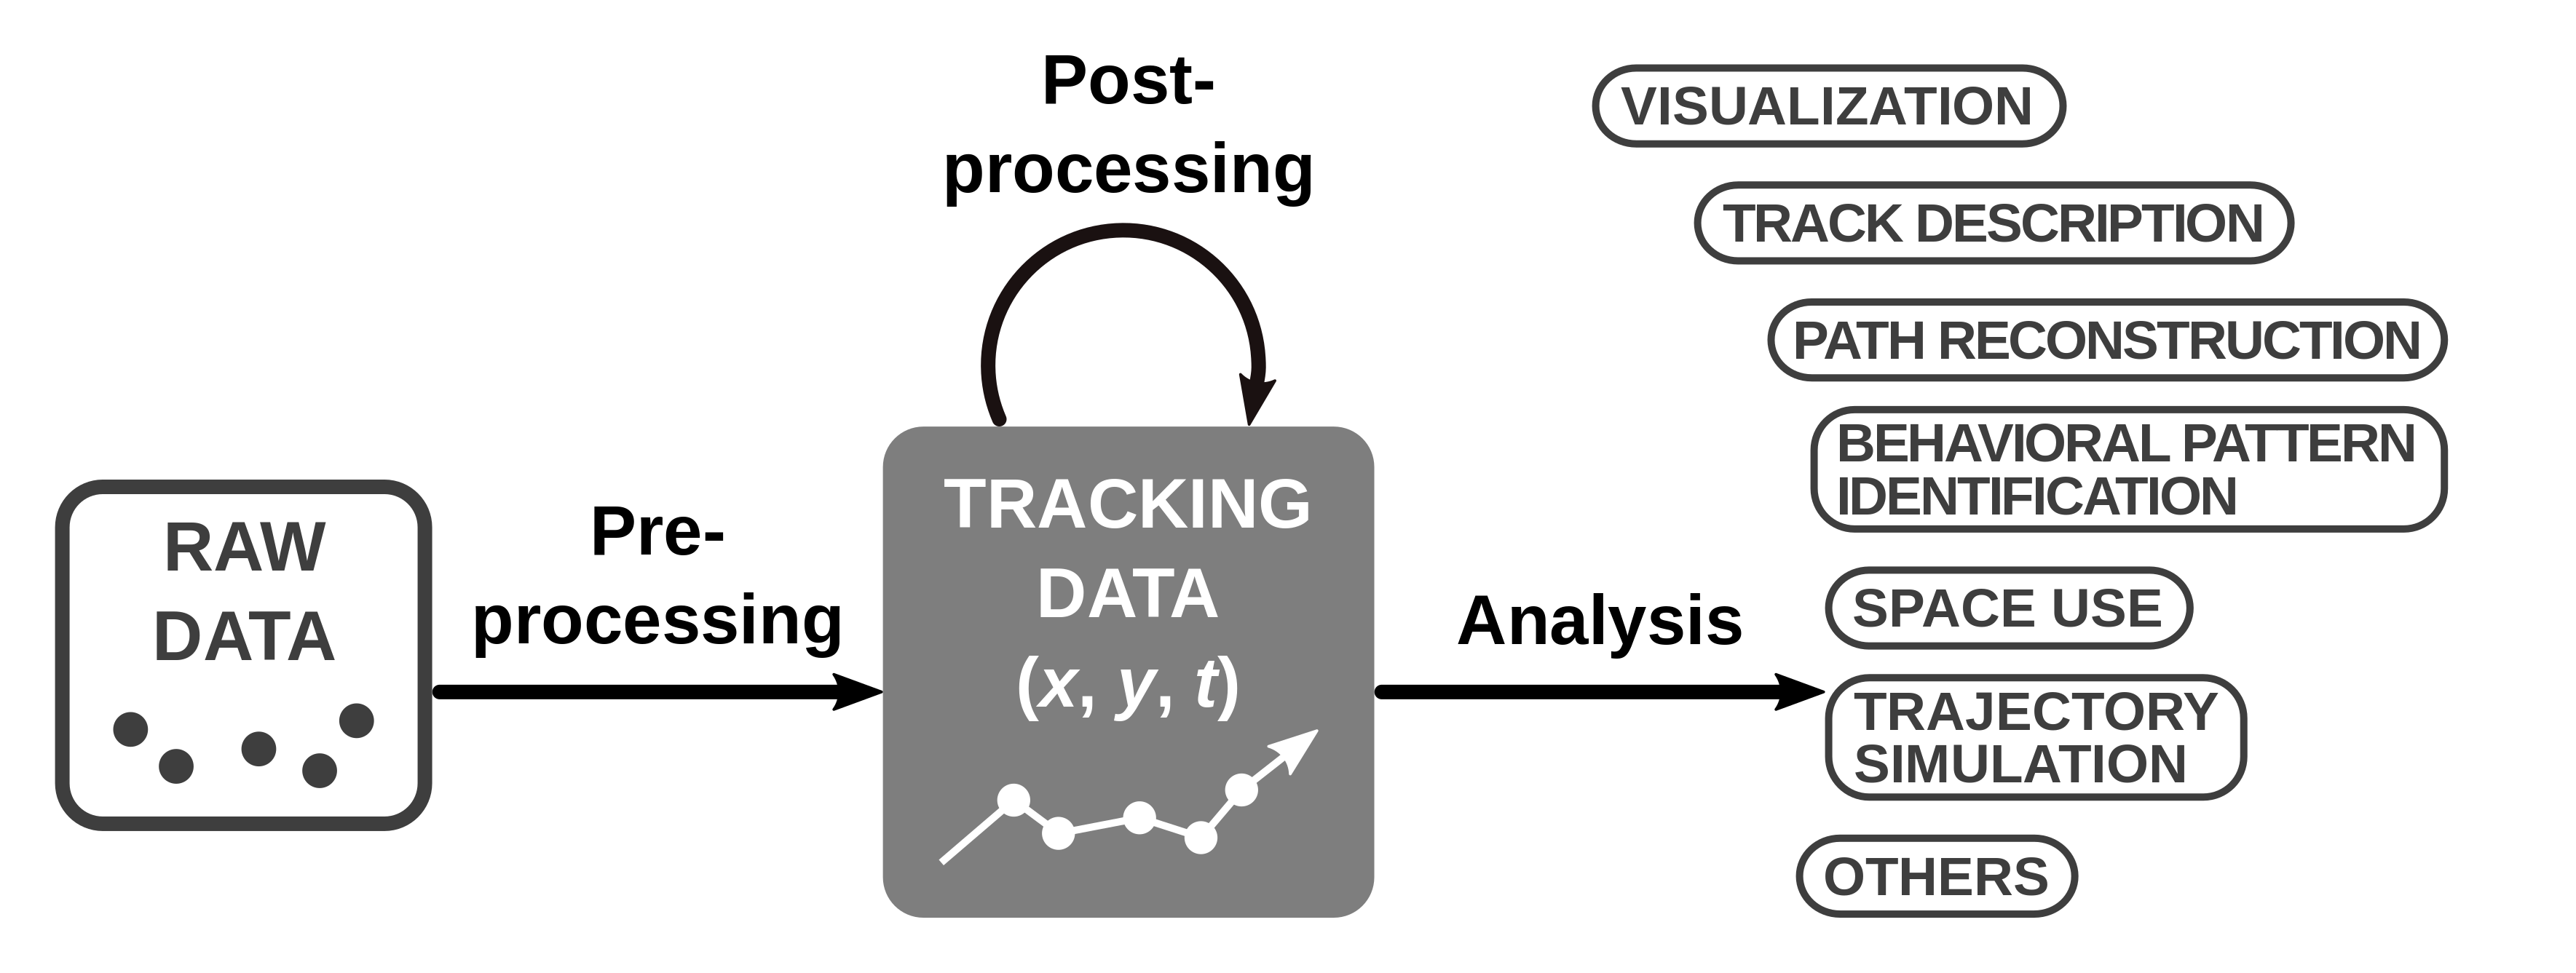 RAW
DATA
Pre-
processing
Post-
processing
TRACKING
DATA
(x, y, t)
Analysis
VISUALIZATION
TRACK DESCRIPTION
PATH RECONSTRUCTION
BEHAVIORAL PATTERN
IDENTIFICATION
SPACE USE
TRAJECTORY
SIMULATION
OTHERS